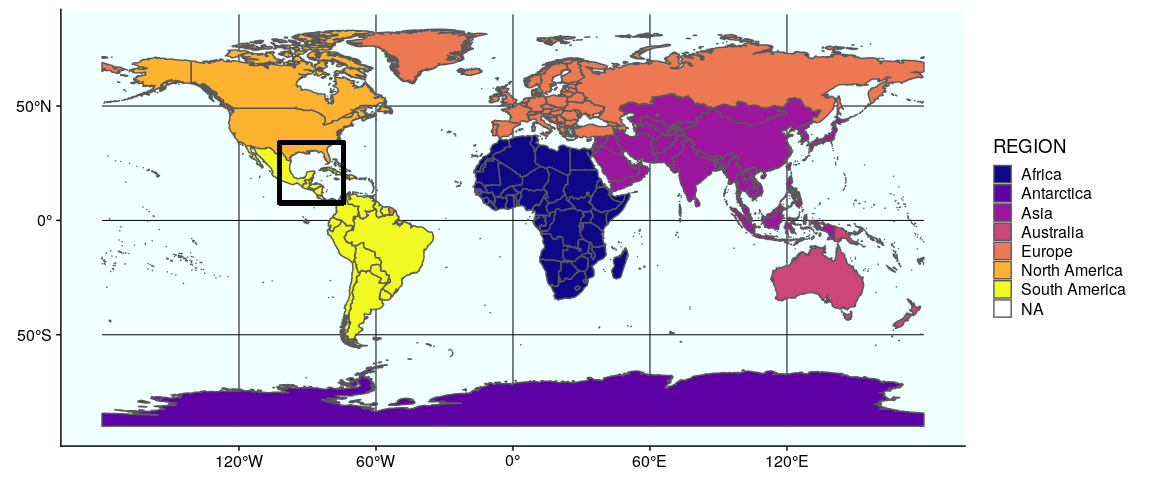 50°N
0°
50°S
120°W
60°W
0°
60°E
120°E
REGION
Africa
Antarctica
Asia
Australia
Europe
North America
South America
NA